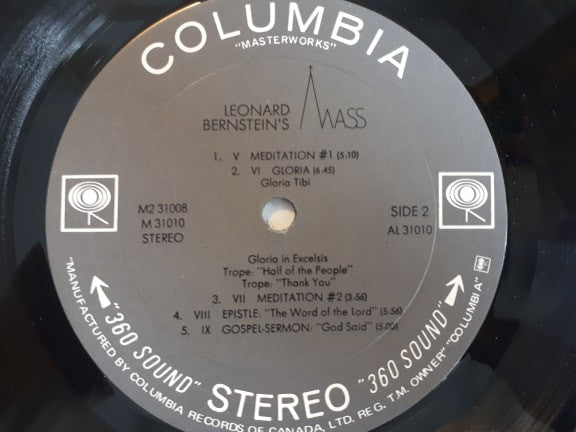 COLUMBIA
"MASTERWORKS"
LEONARD
BERNSTEIN'S MASS
1. V MEDITATION #1 (5:10)
2. VI GLORIA (6:45)
Gloria Tibi
M2 31008
M 31010
STEREO
SIDE 2
AL 31010
Gloria in Excelsis
Trope: "Half of the People"
Trope: "Thank You"
3. VII MEDITATION #2 (3:56)
4. VIII EPISTLE: "The Word of the Lord" (5:56)
5. IX GOSPEL-SERMON: "God Said" (5:00)
"360 SOUND" STEREO "360 SOUND"
"MANUFACTURED BY COLUMBIA RECORDS OF CANADA, LTD. REG. T.M. OWNER" "COLUMBIA"